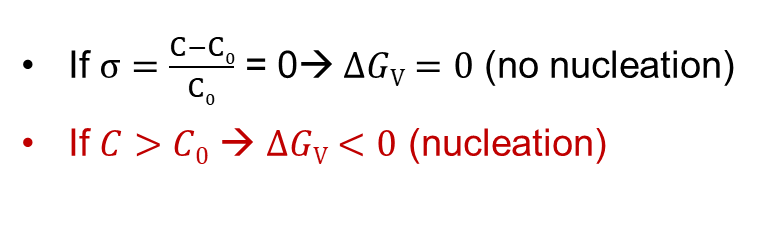 • If σ = (C−C₀)/C₀ = 0→ ΔG_V = 0 (no nucleation)
• If C > C₀ → ΔG_V < 0 (nucleation)